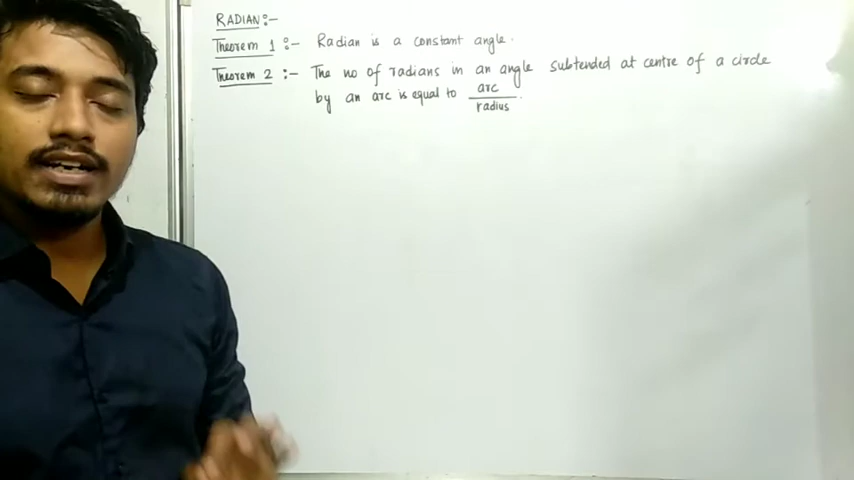 RADIAN:-
Theorem 1 :- Radian is a constant angle.
Theorem 2 :- The no of radians in an angle subtended at centre of a circle
by an arc is equal to arc/radius.